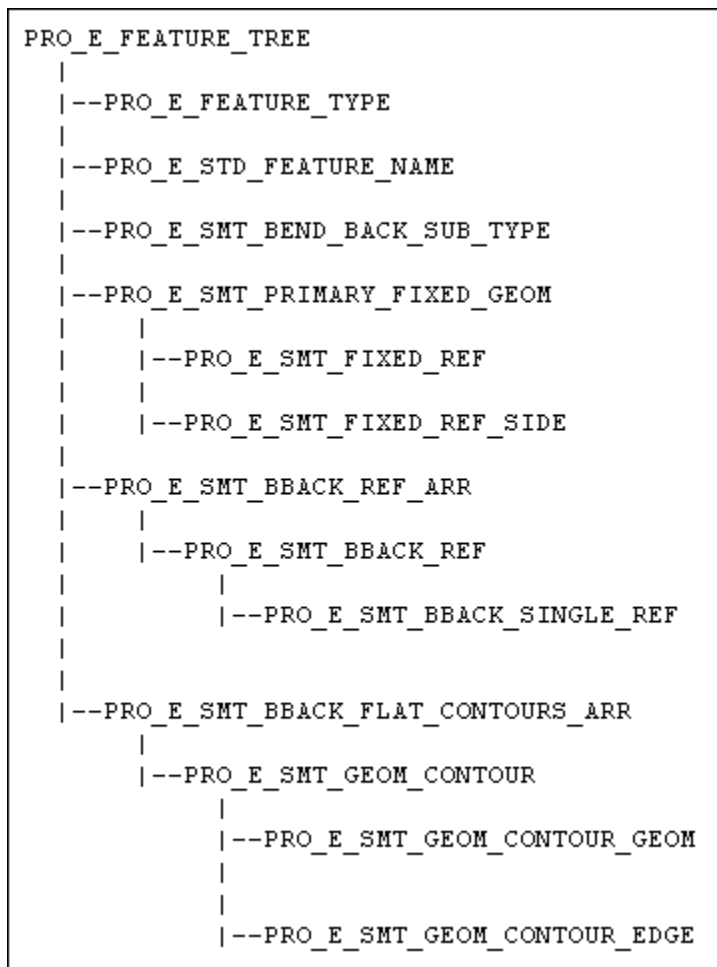 PRO_E_FEATURE_TREE
|--PRO_E_FEATURE_TYPE
|--PRO_E_STD_FEATURE_NAME
|--PRO_E_SMT_BEND_BACK_SUB_TYPE
|--PRO_E_SMT_PRIMARY_FIXED_GEOM
|--PRO_E_SMT_FIXED_REF
|--PRO_E_SMT_FIXED_REF_SIDE
|--PRO_E_SMT_BBACK_REF_ARR
|--PRO_E_SMT_BBACK_REF
|--PRO_E_SMT_BBACK_SINGLE_REF
|--PRO_E_SMT_BBACK_FLAT_CONTOURS_ARR
|--PRO_E_SMT_GEOM_CONTOUR
|--PRO_E_SMT_GEOM_CONTOUR_GEOM
|--PRO_E_SMT_GEOM_CONTOUR_EDGE